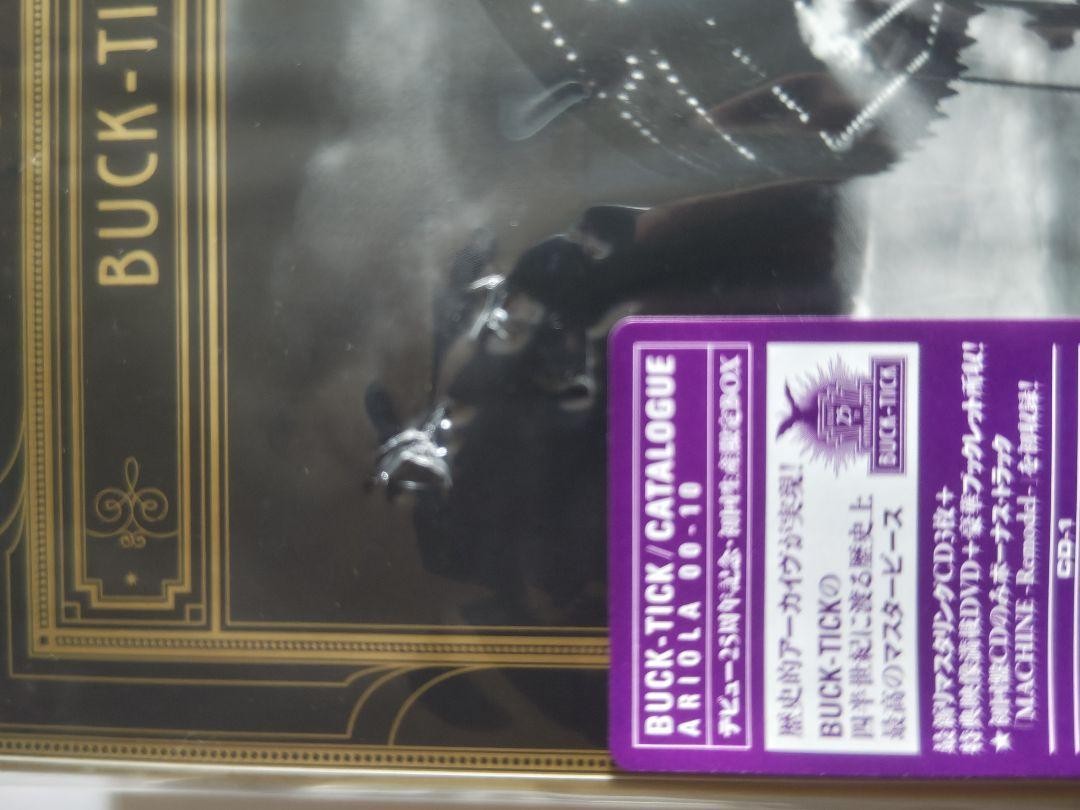 BUCK-TI
BUCK-TICK // CATALOGUE
ARIOLA 00-10
デビュー25周年記念・初回生産限定BOX
歴史的アーカイヴが実現!
BUCK-TICKの
四半世紀に渡る歴史上
最高のマスターピース
25
BUCK-TICK
最新リマスタリングCD3枚+
特典映像満載DVD+豪華ブックレット所収!
★初回盤CDのみボーナス・トラック
「MACHINE -Remodel-」を初収録!
CD-1